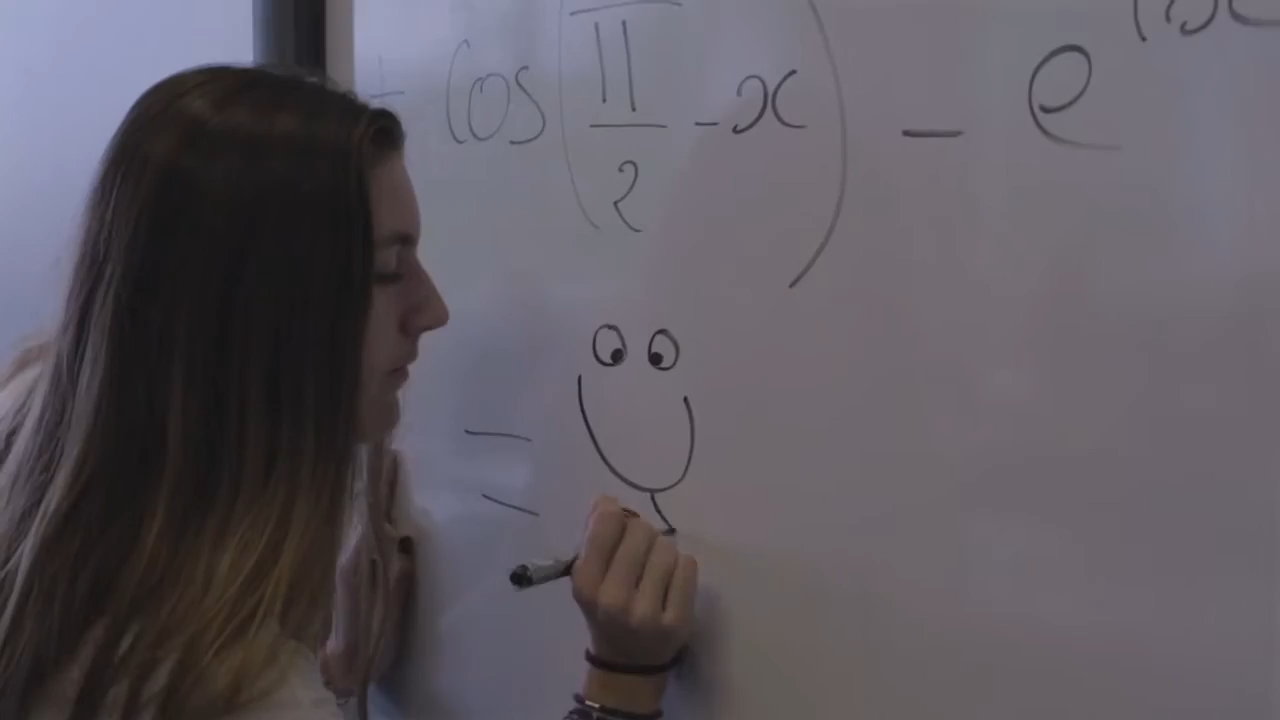 + cos(π/2 - x) - e
=